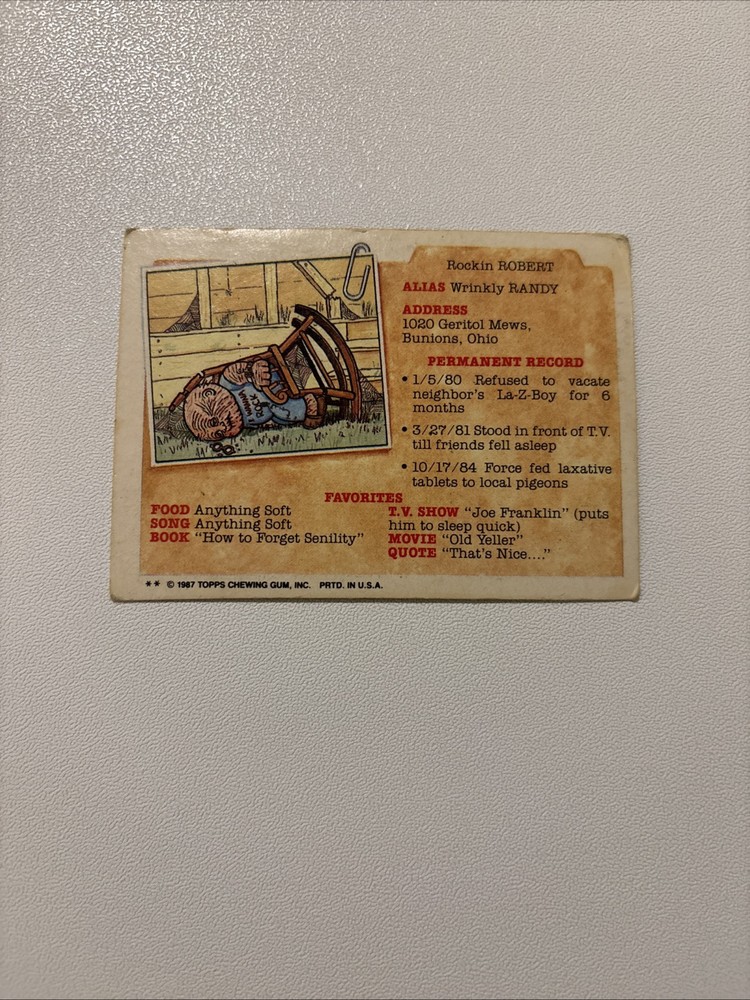 Rockin ROBERT
ALIAS Wrinkly RANDY
ADDRESS
1020 Geritol Mews,
Bunions, Ohio
PERMANENT RECORD
• 1/5/80 Refused to vacate
neighbor's La-Z-Boy for 6
months
• 3/27/81 Stood in front of T.V.
till friends fell asleep
• 10/17/84 Force fed laxative
tablets to local pigeons
FAVORITES
FOOD Anything Soft
SONG Anything Soft
BOOK "How to Forget Senility"
T.V. SHOW "Joe Franklin" (puts
him to sleep quick)
MOVIE "Old Yeller"
QUOTE "That's Nice...."
** © 1987 TOPPS CHEWING GUM, INC. PRTD. IN U.S.A.